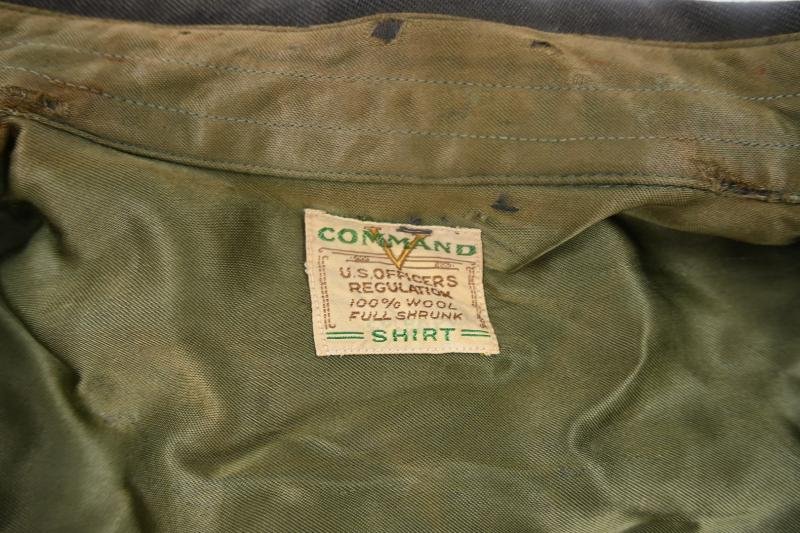 COMMAND
V
U.S. OFFICERS
REGULATION
100% WOOL
FULL SHRUNK
SHIRT